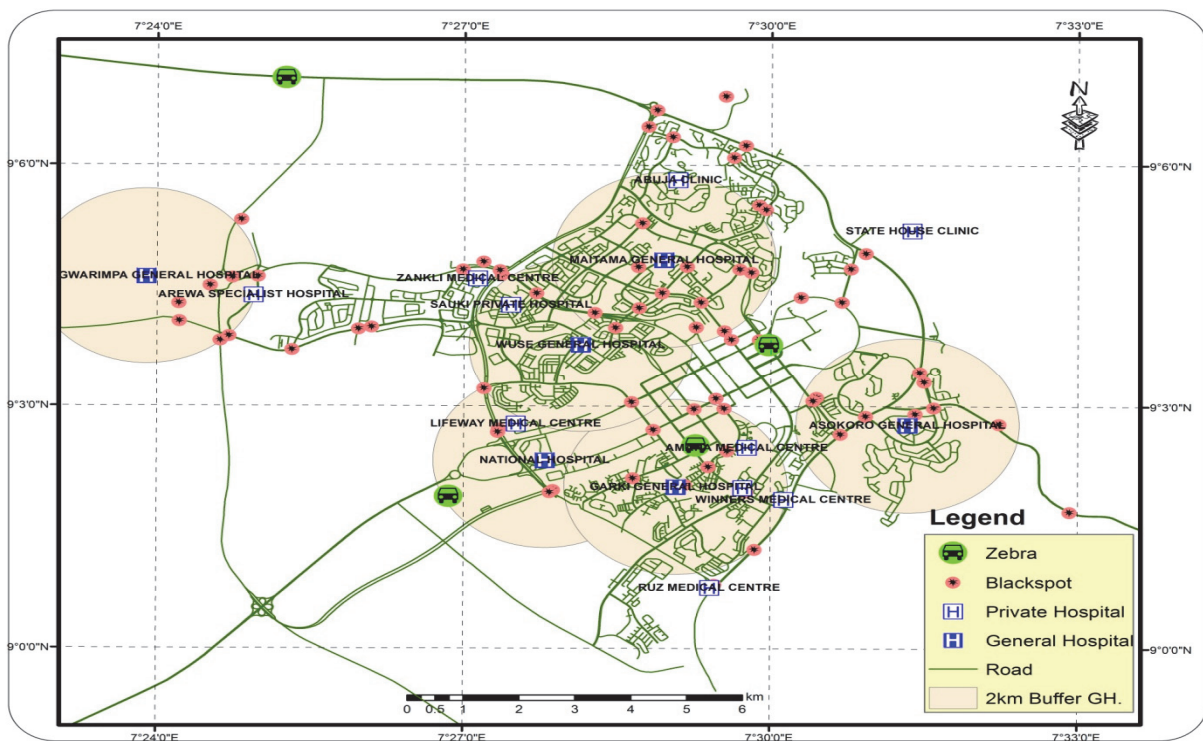 7°24'0"E 7°27'0"E 7°30'0"E 7°33'0"E
N
9°6'0"N 9°6'0"N
ABUJA CLINIC
STATE HOUSE CLINIC
MAITAMA GENERAL HOSPITAL
GWARIMPA GENERAL HOSPITAL
ZANKLI MEDICAL CENTRE
AREWA SPECIALIST HOSPITAL
SAUKI PRIVATE HOSPITAL
WUSE GENERAL HOSPITAL
9°3'0"N 9°3'0"N
LIFEWAY MEDICAL CENTRE
ASOKORO GENERAL HOSPITAL
MEDICAL CENTRE
NATIONAL HOSPITAL
GARKI GENERAL HOSPITAL
WINNERS MEDICAL CENTRE
Legend
Zebra
Blackspot
H Private Hospital
H General Hospital
Road
2km Buffer GH.
RUZ MEDICAL CENTRE
9°0'0"N 9°0'0"N
km
0 0.5 1 2 3 4 5 6
7°24'0"E 7°27'0"E 7°30'0"E 7°33'0"E